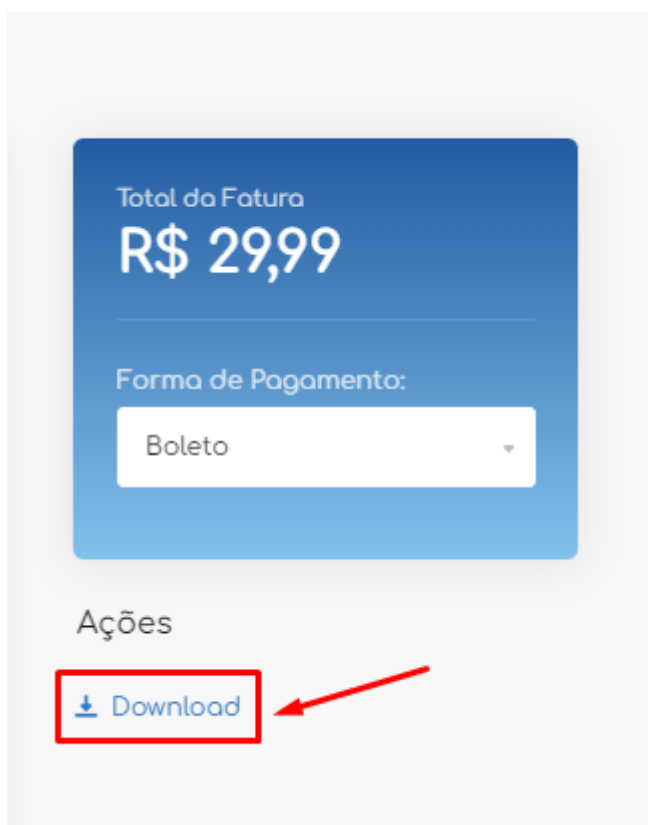 Total da Fatura
R$ 29,99
Forma de Pagamento:
Boleto
Ações
Download